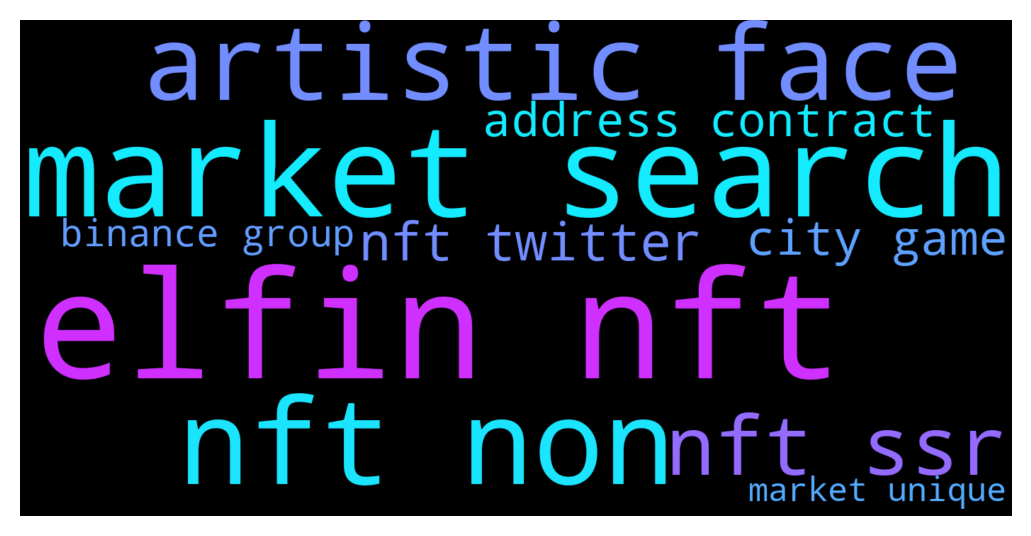 artistic face
address contract
market search
binance group
nft twitter
city game
elfin nft
nft non
nft ssr
market unique